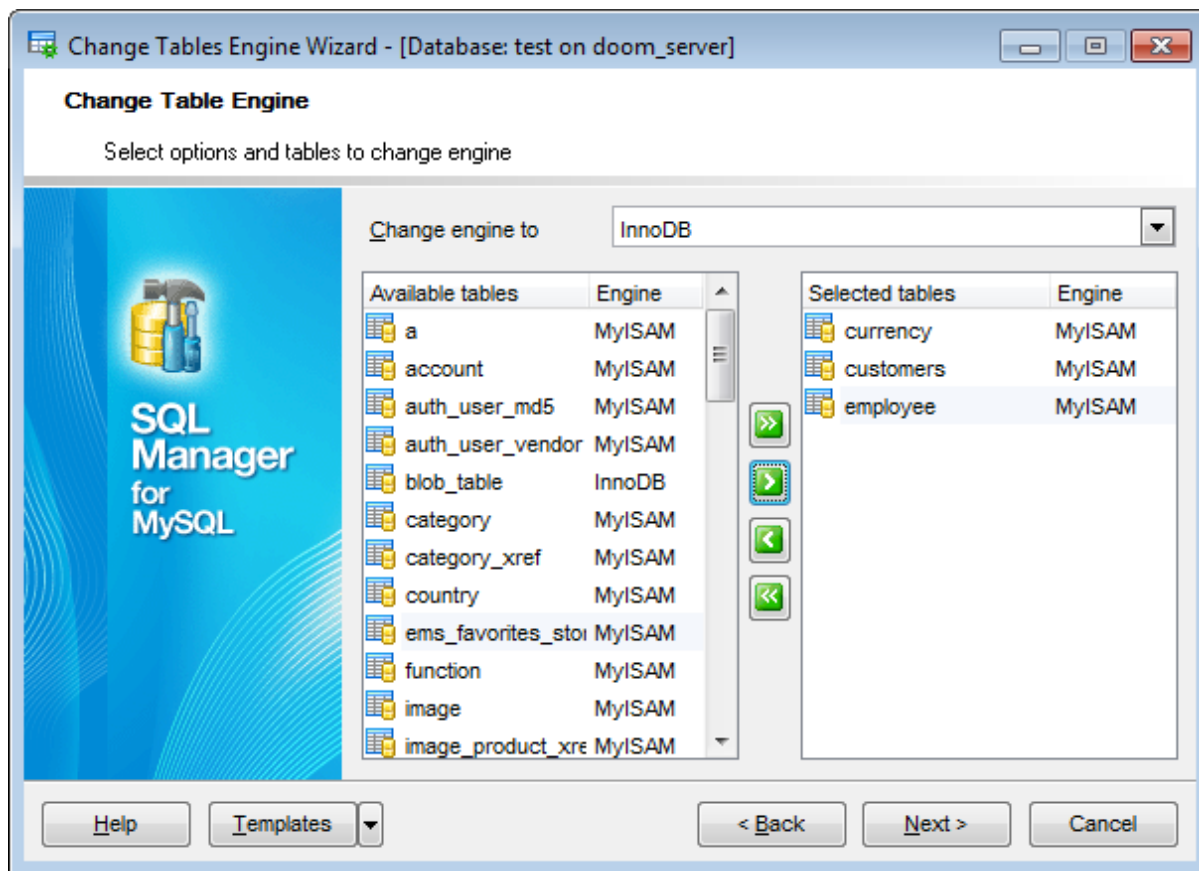 Change Tables Engine Wizard - [Database: test on doom_server]
Change Table Engine
Select options and tables to change engine
SQL
Manager
for
MySQL
Change engine to InnoDB
Available tables Engine
a MyISAM
account MyISAM
auth_user_md5 MyISAM
auth_user_vendor MyISAM
blob_table InnoDB
category MyISAM
category_xref MyISAM
country MyISAM
ems_favorites_stor MyISAM
function MyISAM
image MyISAM
image_product_xre MyISAM
Selected tables Engine
currency MyISAM
customers MyISAM
employee MyISAM
Help Templates < Back Next > Cancel